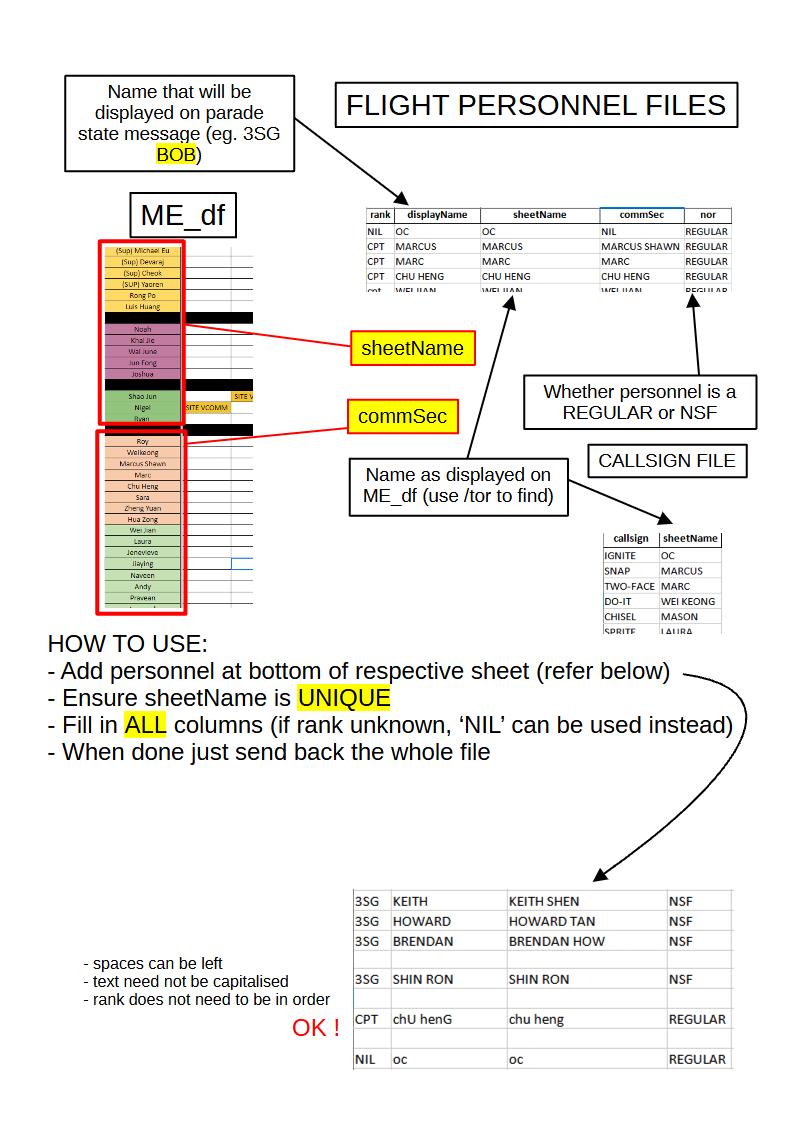 Name that will be
displayed on parade
state message (eg. 3SG
BOB)
FLIGHT PERSONNEL FILES
ME_df
rank displayName sheetName commSec nor
NIL OC OC NIL REGULAR
CPT MARCUS MARCUS MARCUS SHAWN REGULAR
CPT MARC MARC MARC REGULAR
CPT CHU HENG CHU HENG CHU HENG REGULAR
cpt WEI JIAN WEI JIAN WEI JIAN REGULAR
(Sup) Michael Eu
(Sup) Devaraj
(Sup) Cheok
(SUP) Yaoren
Rong Po
Luis Huang
Noah
Khai Jie
Wai June
Jun Fong
Joshua
Shao Jun SITE V
Nigel SITE VCOMM
Ryan
Roy
Weikeong
Marcus Shawn
Marc
Chu Heng
Sara
Zheng Yuan
Hua Zong
Wei Jian
Laura
Jenevieve
Jiaying
Naveen
Andy
Pravean
sheetName
commSec
Whether personnel is a
REGULAR or NSF
Name as displayed on
ME_df (use /tor to find)
CALLSIGN FILE
callsign sheetName
IGNITE OC
SNAP MARCUS
TWO-FACE MARC
DO-IT WEI KEONG
CHISEL MASON
SPRITE LAURA
HOW TO USE:
- Add personnel at bottom of respective sheet (refer below)
- Ensure sheetName is UNIQUE
- Fill in ALL columns (if rank unknown, ‘NIL’ can be used instead)
- When done just send back the whole file
3SG KEITH KEITH SHEN NSF
3SG HOWARD HOWARD TAN NSF
3SG BRENDAN BRENDAN HOW NSF
3SG SHIN RON SHIN RON NSF
CPT chU henG chu heng REGULAR
NIL oc oc REGULAR
- spaces can be left
- text need not be capitalised
- rank does not need to be in order
OK !